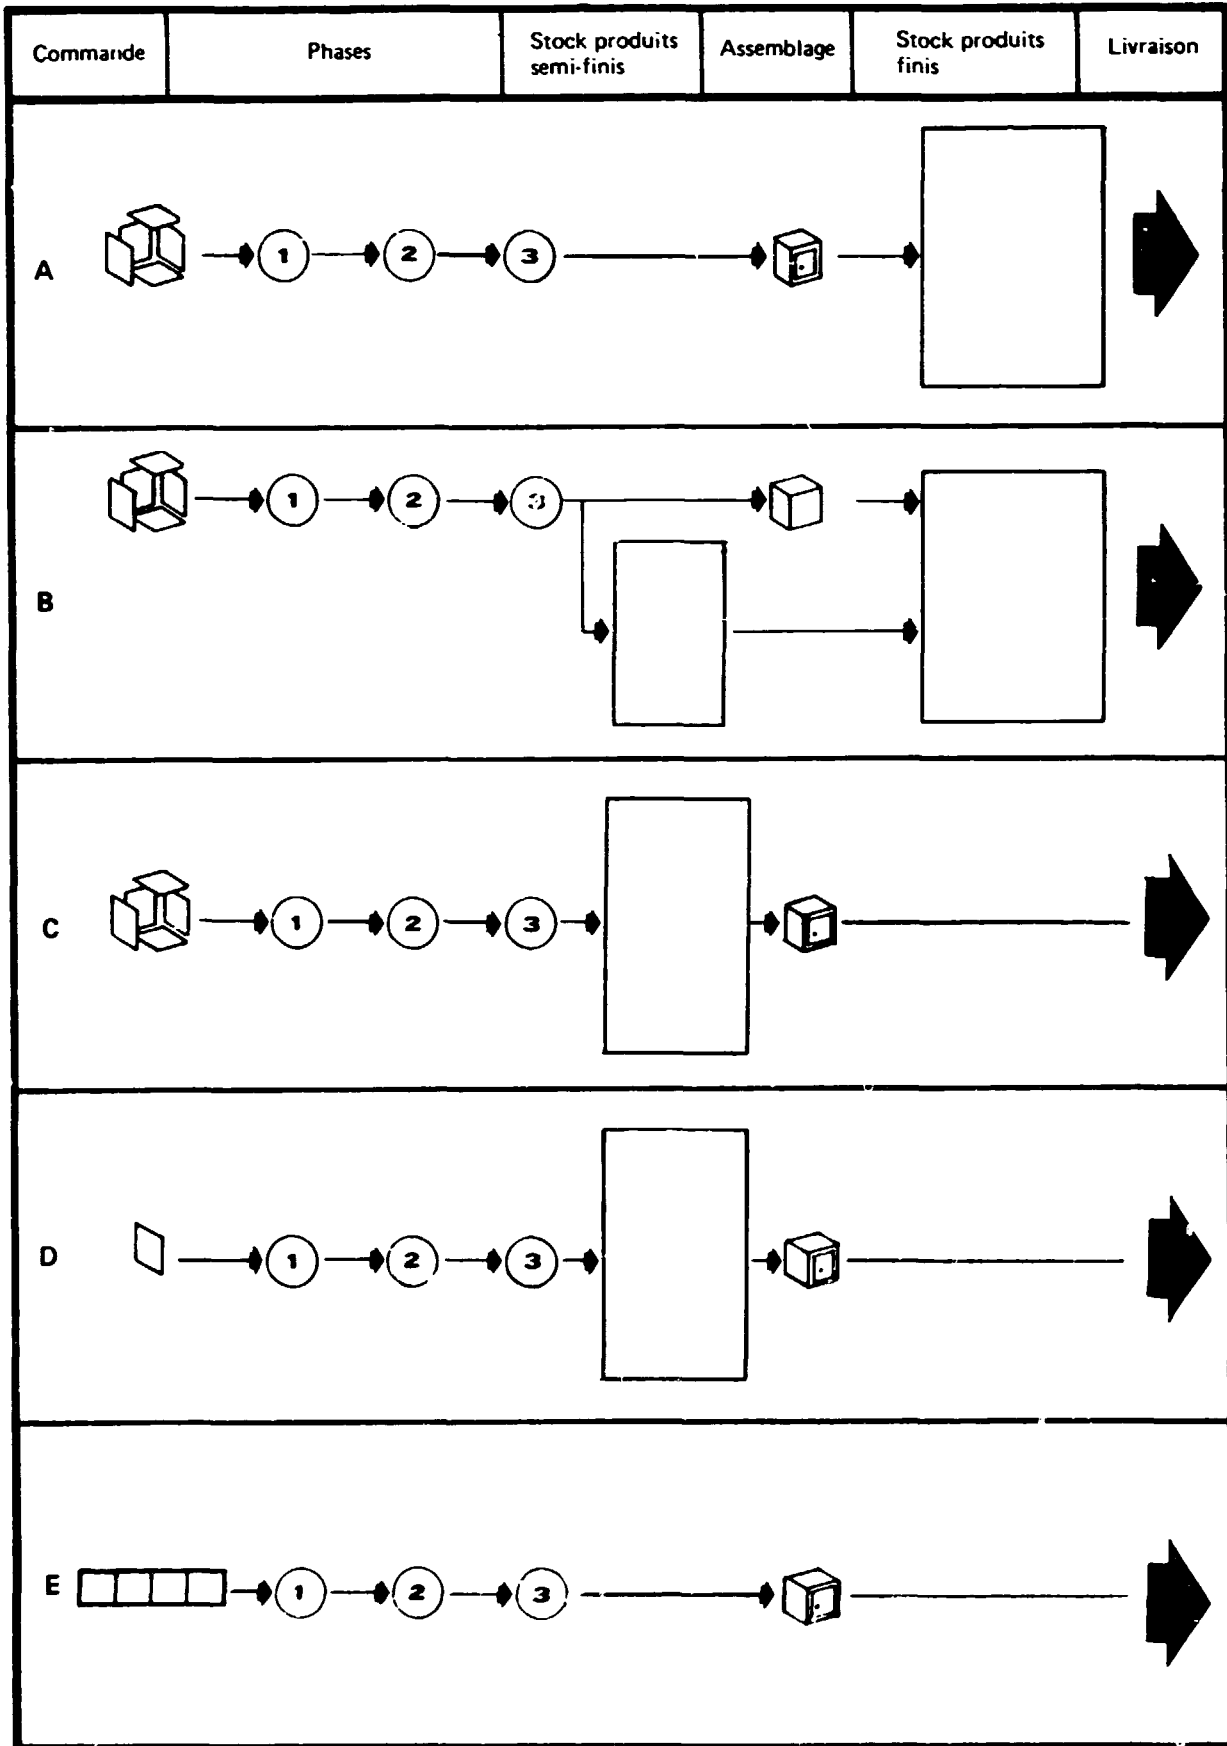 Commande
Phases
Stock produits
semi-finis
Assemblage
Stock produits
finis
Livraison
A
1
2
3
B
1
2
3
C
1
2
3
D
1
2
3
E
1
2
3